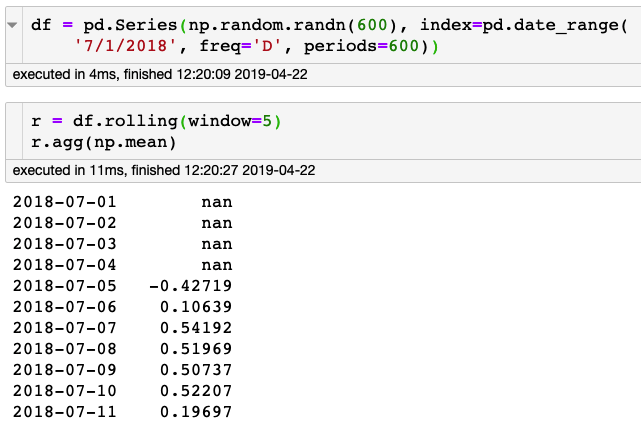 df = pd.Series(np.random.randn(600), index=pd.date_range(
'7/1/2018', freq='D', periods=600))
executed in 4ms, finished 12:20:09 2019-04-22
r = df.rolling(window=5)
r.agg(np.mean)
executed in 11ms, finished 12:20:27 2019-04-22
2018-07-01 nan
2018-07-02 nan
2018-07-03 nan
2018-07-04 nan
2018-07-05 -0.42719
2018-07-06 0.10639
2018-07-07 0.54192
2018-07-08 0.51969
2018-07-09 0.50737
2018-07-10 0.52207
2018-07-11 0.19697